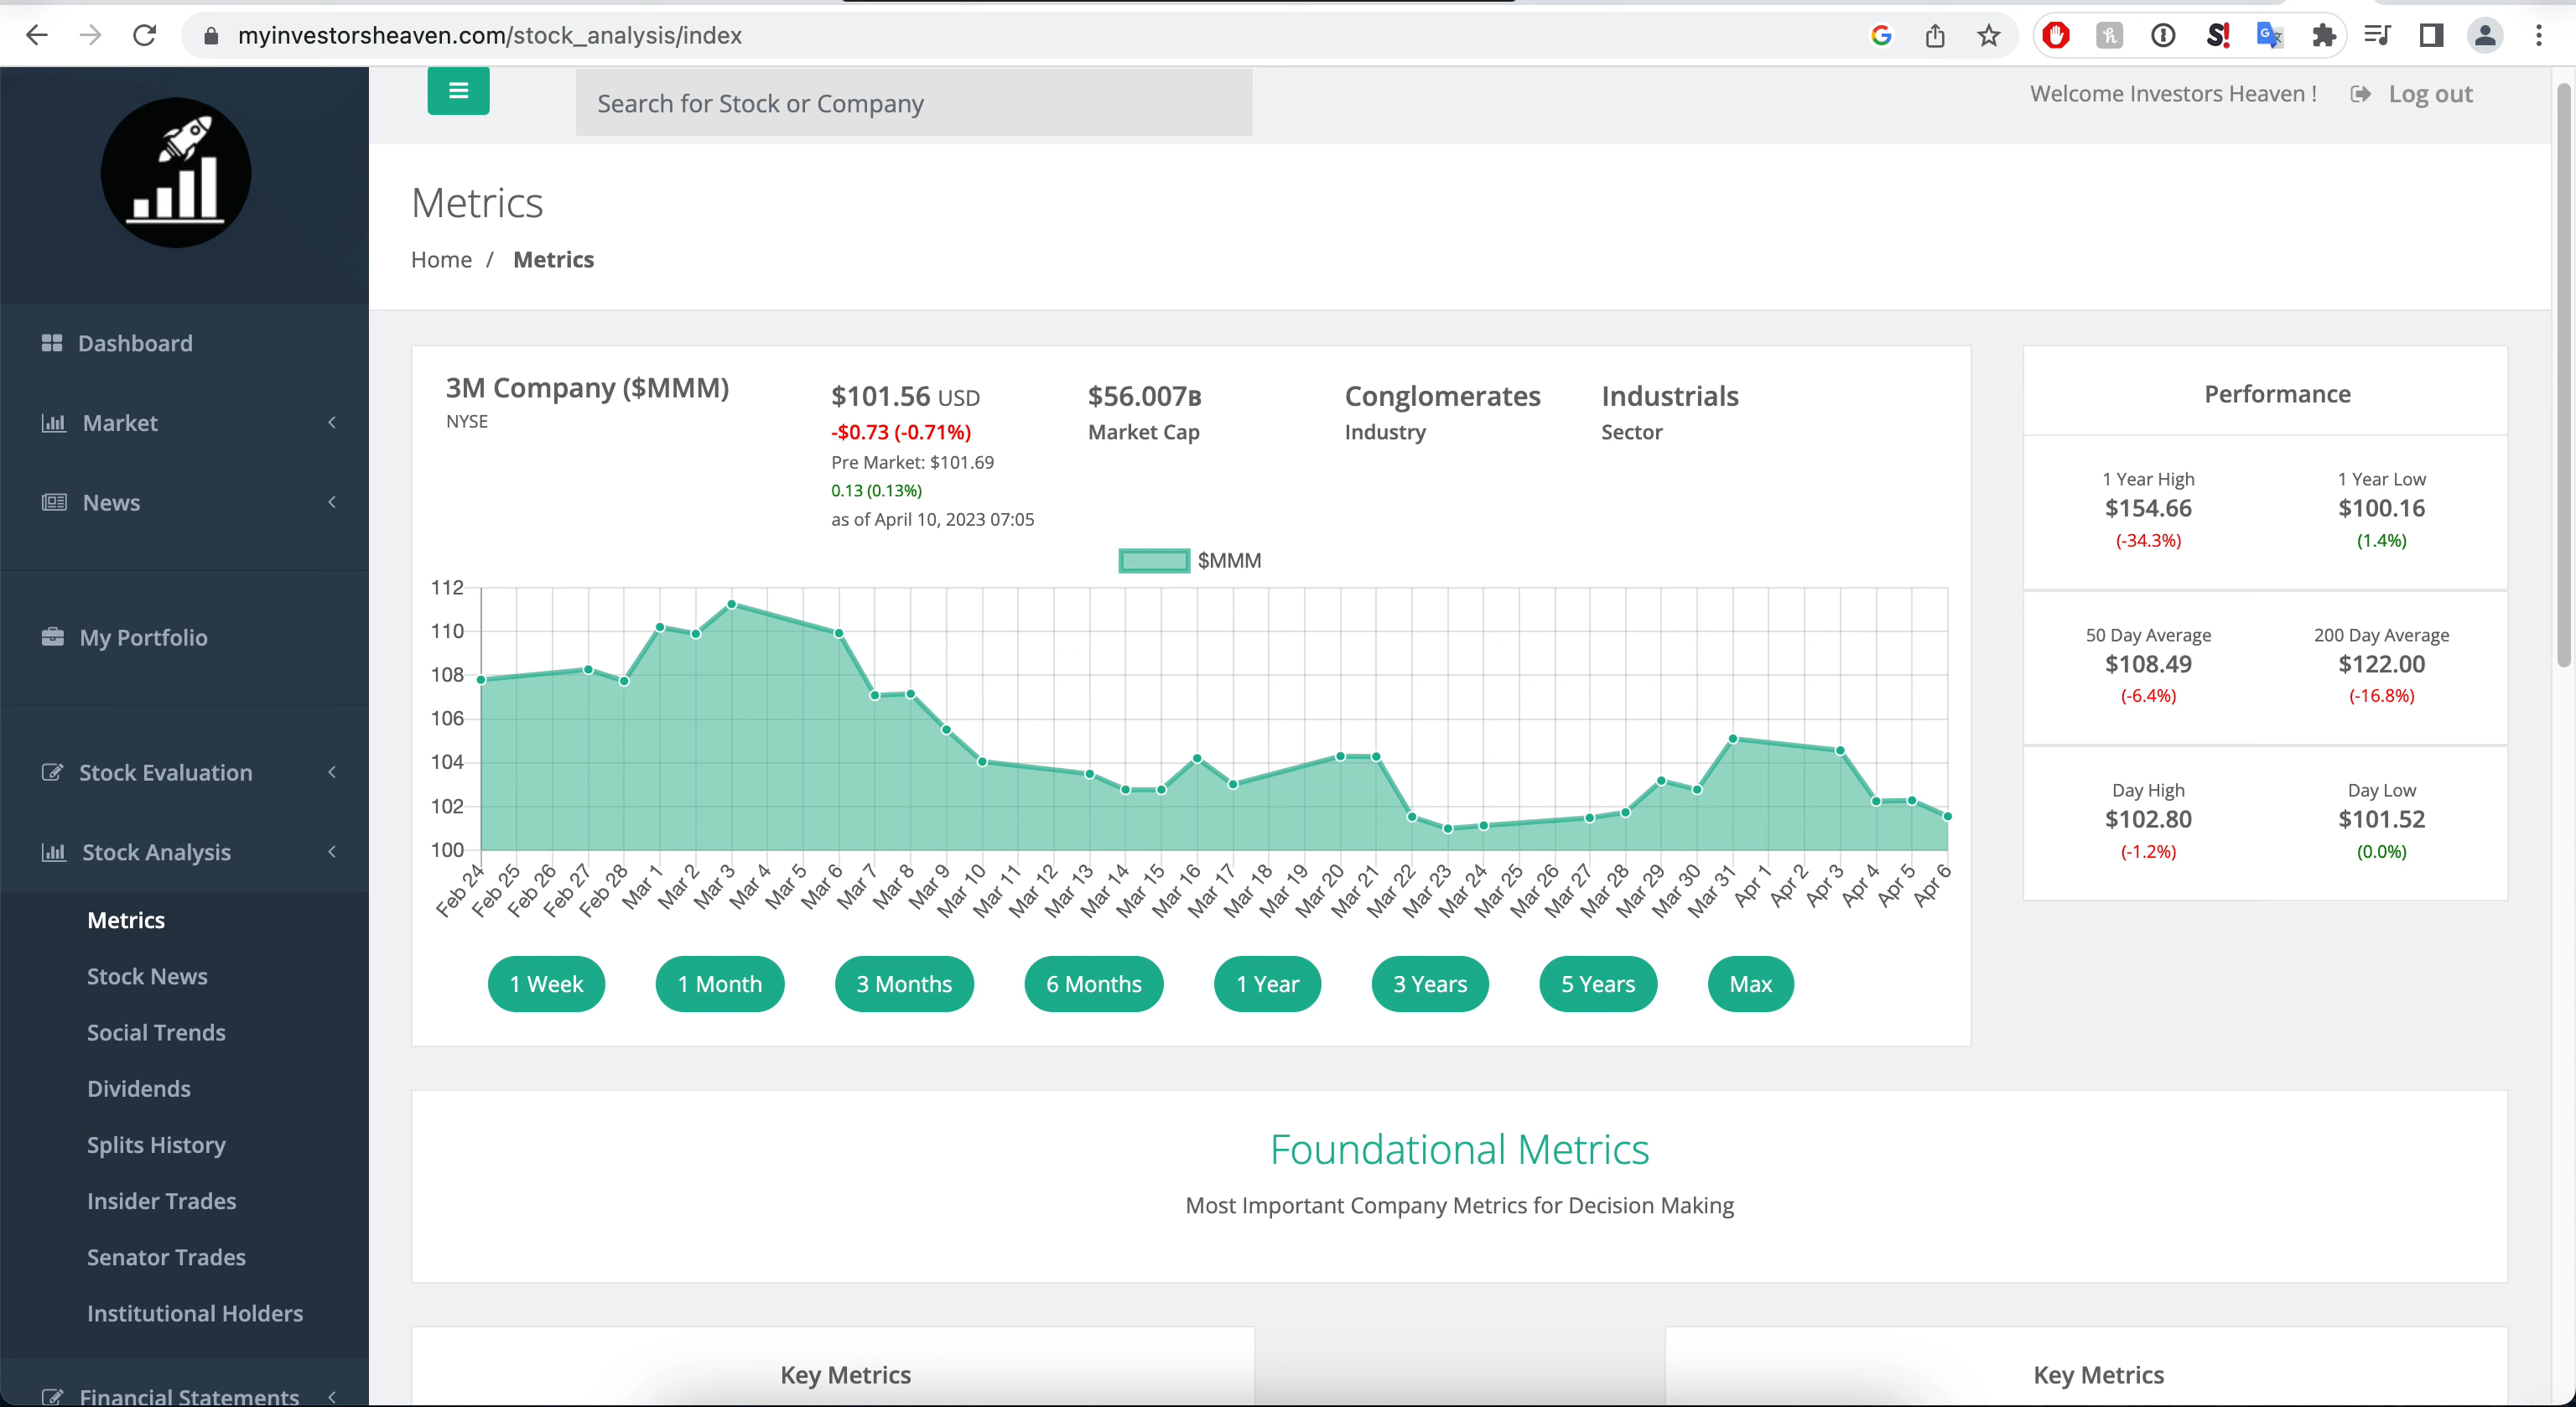 myinvestorsheaven.com/stock_analysis/index
Search for Stock or Company
Welcome Investors Heaven !
Log out
Metrics
Home / Metrics
Dashboard
Market
News
My Portfolio
Stock Evaluation
Stock Analysis
Metrics
Stock News
Social Trends
Dividends
Splits History
Insider Trades
Senator Trades
Institutional Holders
Financial Statements
3M Company ($MMM)
NYSE
$101.56 USD
-$0.73 (-0.71%)
Pre Market: $101.69
0.13 (0.13%)
as of April 10, 2023 07:05
$56.007B
Market Cap
Conglomerates
Industry
Industrials
Sector
$MMM
112
110
108
106
104
102
100
Feb 24
Feb 25
Feb 26
Feb 27
Feb 28
Mar 1
Mar 2
Mar 3
Mar 4
Mar 5
Mar 6
Mar 7
Mar 8
Mar 9
Mar 10
Mar 11
Mar 12
Mar 13
Mar 14
Mar 15
Mar 16
Mar 17
Mar 18
Mar 19
Mar 20
Mar 21
Mar 22
Mar 23
Mar 24
Mar 25
Mar 26
Mar 27
Mar 28
Mar 29
Mar 30
Mar 31
Apr 1
Apr 2
Apr 3
Apr 4
Apr 5
Apr 6
1 Week
1 Month
3 Months
6 Months
1 Year
3 Years
5 Years
Max
Performance
1 Year High
$154.66
(-34.3%)
1 Year Low
$100.16
(1.4%)
50 Day Average
$108.49
(-6.4%)
200 Day Average
$122.00
(-16.8%)
Day High
$102.80
(-1.2%)
Day Low
$101.52
(0.0%)
Foundational Metrics
Most Important Company Metrics for Decision Making
Key Metrics
Key Metrics